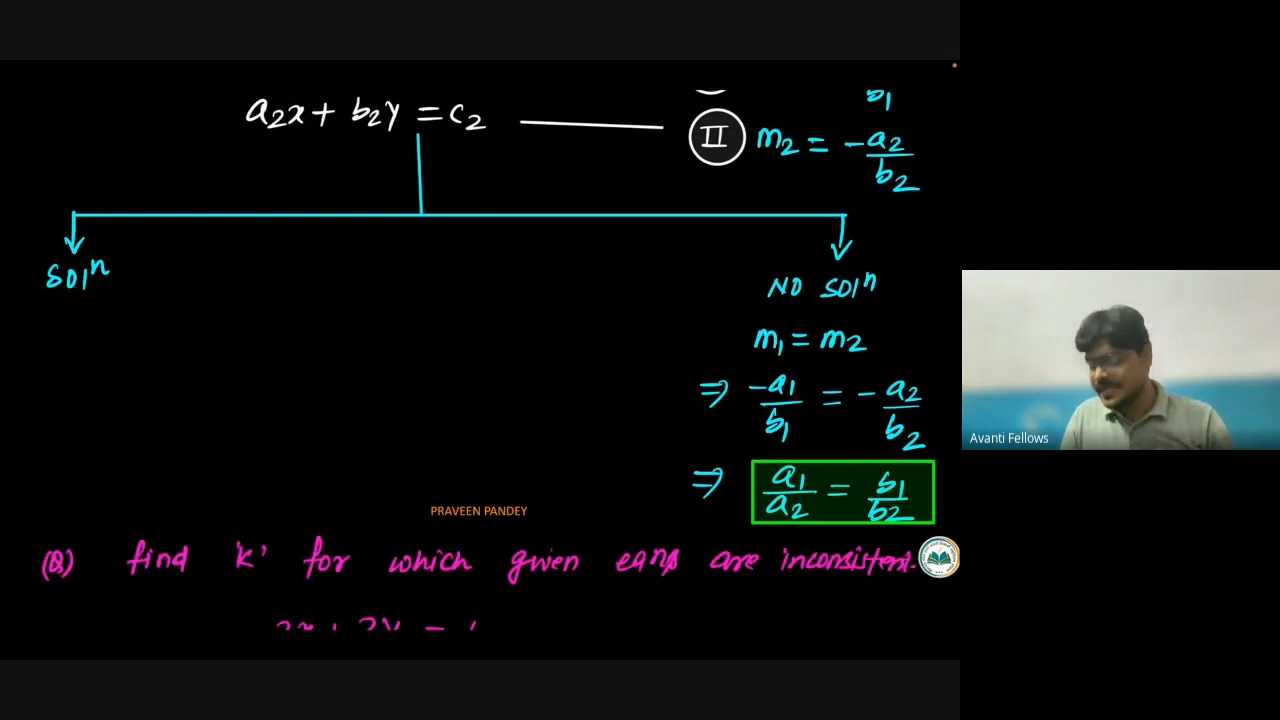 b1
a2x + b2y = c2 II m2 = -a2/b2
Solⁿ
NO Solⁿ
m1 = m2
⇒ -a1/b1 = -a2/b2
⇒ a1/a2 = b1/b2
Avanti Fellows
PRAVEEN PANDEY
(Q) find 'k' for which given eqns are inconsistent.